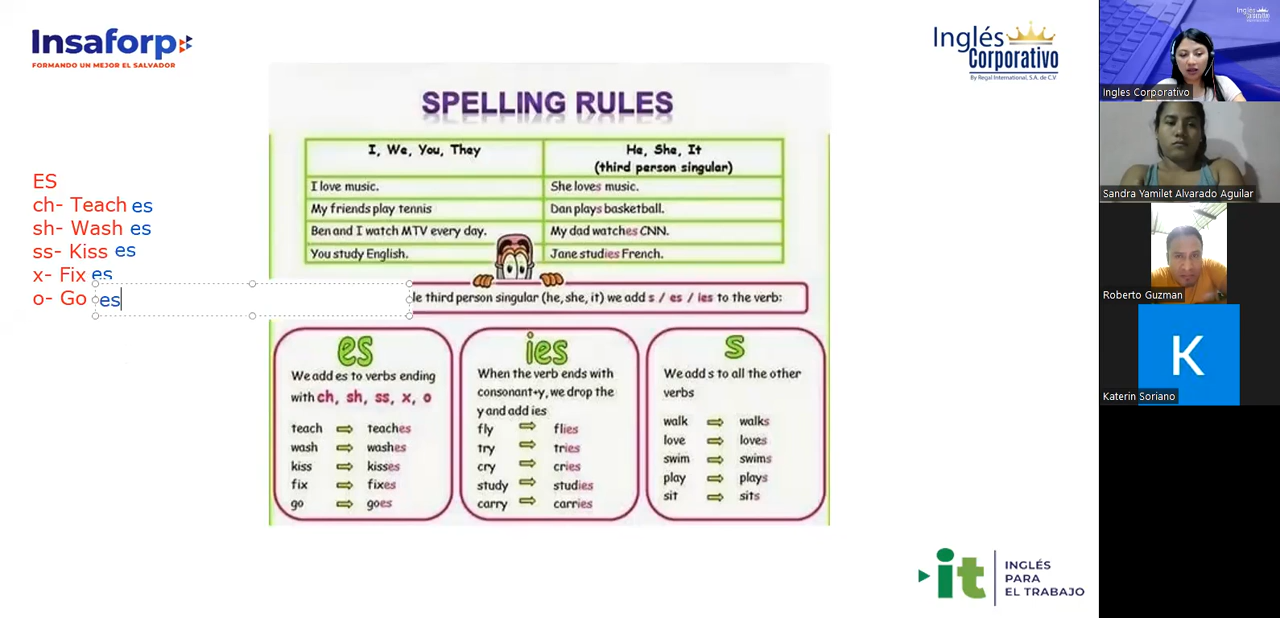 Insaforp
FORMANDO UN MEJOR EL SALVADOR
Inglés
Corporativo
By Regal International, S.A. de C.V
SPELLING RULES
I, We, You, They
He, She, It
(third person singular)
I love music.
She loves music.
My friends play tennis
Dan plays basketball.
Ben and I watch MTV every day.
My dad watches CNN.
You study English.
Jane studies French.
ES
ch- Teach es
sh- Wash es
ss- Kiss es
x- Fix es
o- Go es
le third person singular (he, she, it) we add s / es / ies to the verb:
es
We add es to verbs ending
with ch, sh, ss, x, o
teach ⇨ teaches
wash ⇨ washes
kiss ⇨ kisses
fix ⇨ fixes
go ⇨ goes
ies
When the verb ends with
consonant+y, we drop the
y and add ies
fly ⇨ flies
try ⇨ tries
cry ⇨ cries
study ⇨ studies
carry ⇨ carries
s
We add s to all the other
verbs
walk ⇨ walks
love ⇨ loves
swim ⇨ swims
play ⇨ plays
sit ⇨ sits
it
INGLÉS
PARA
EL TRABAJO
Ingles Corporativo
Sandra Yamilet Alvarado Aguilar
Roberto Guzman
K
Katerin Soriano